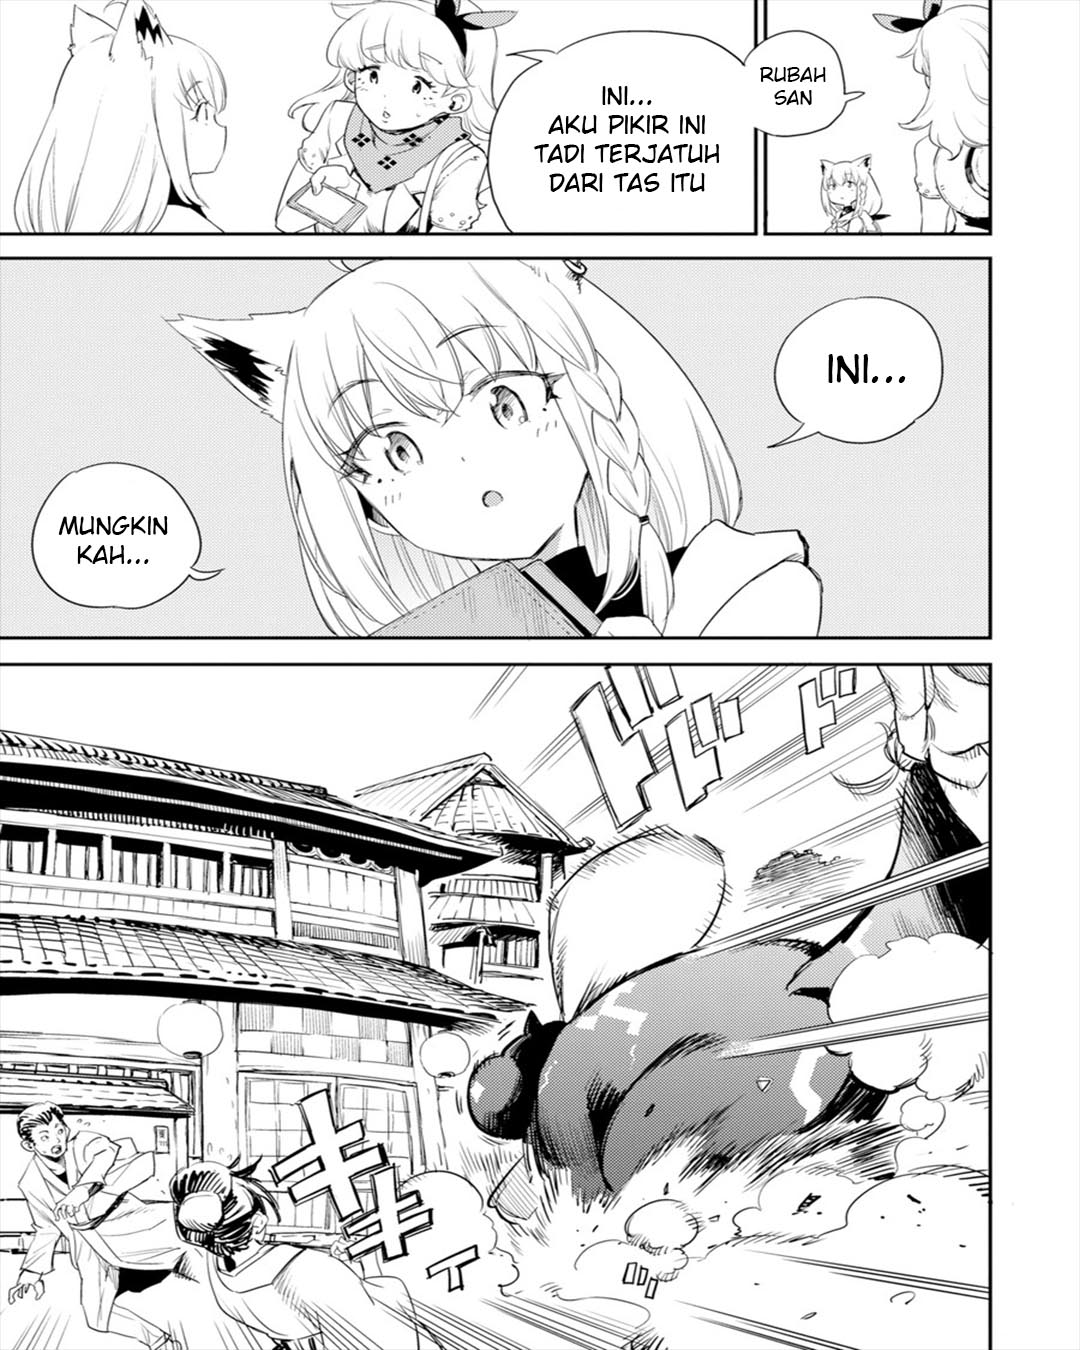 RUBAH
SAN
INI...
AKU PIKIR INI
TADI TERJATUH
DARI TAS ITU
INI...
MUNGKIN
KAH...
ドドド
キキキィ